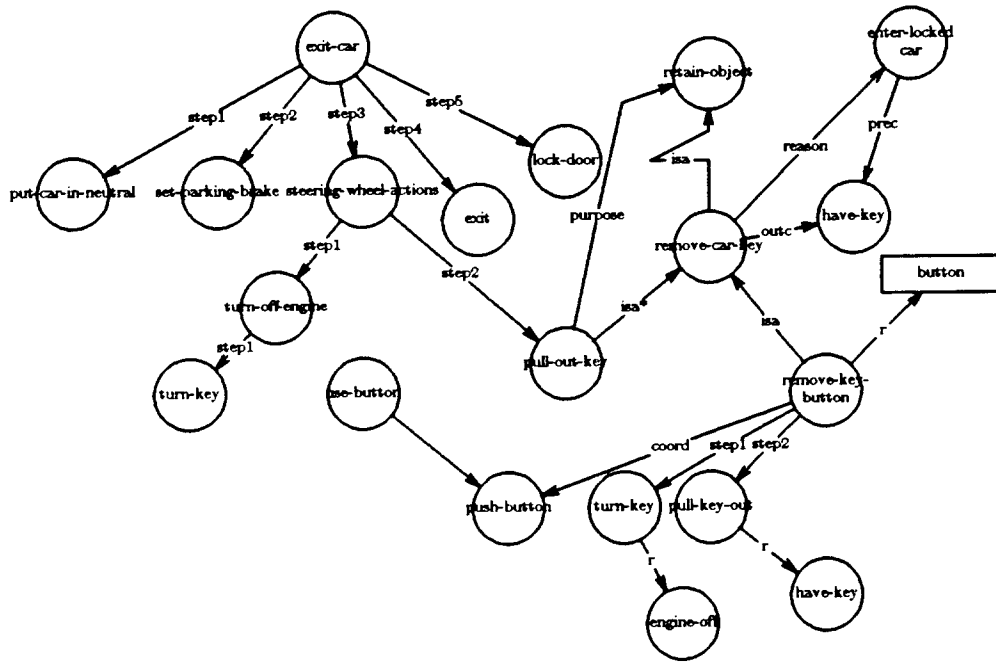 exit-car
enter-locked
car
retain-object
step1
step2
step3
step4
step5
prec
isa
reason
lock-door
put-car-in-neutral
set-parking-brake
steering-wheel-actions
exit
purpose
have-key
remove-car-key
outc
step1
step2
button
turn-off-engine
isa*
isa
r
step1
pull-out-key
turn-key
use-button
remove-key-
button
coord
step1
step2
push-button
turn-key
pull-key-out
r
r
have-key
engine-off